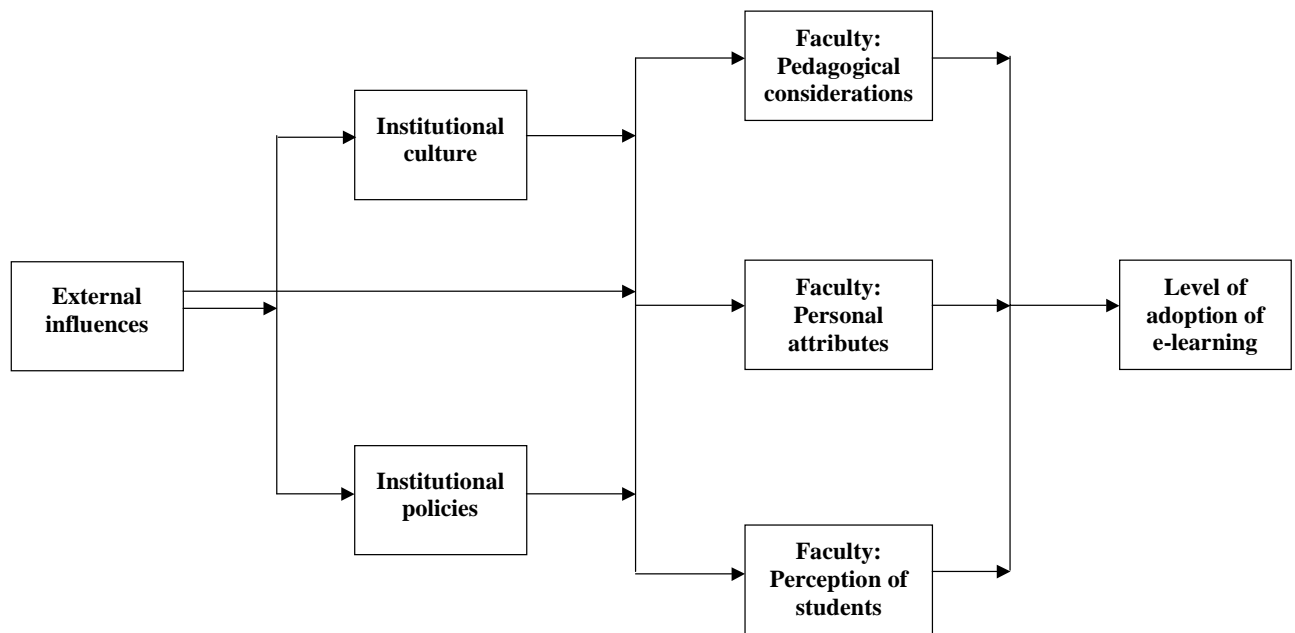 External
influences
Institutional
culture
Institutional
policies
Faculty:
Pedagogical
considerations
Faculty:
Personal
attributes
Faculty:
Perception of
students
Level of
adoption of
e-learning